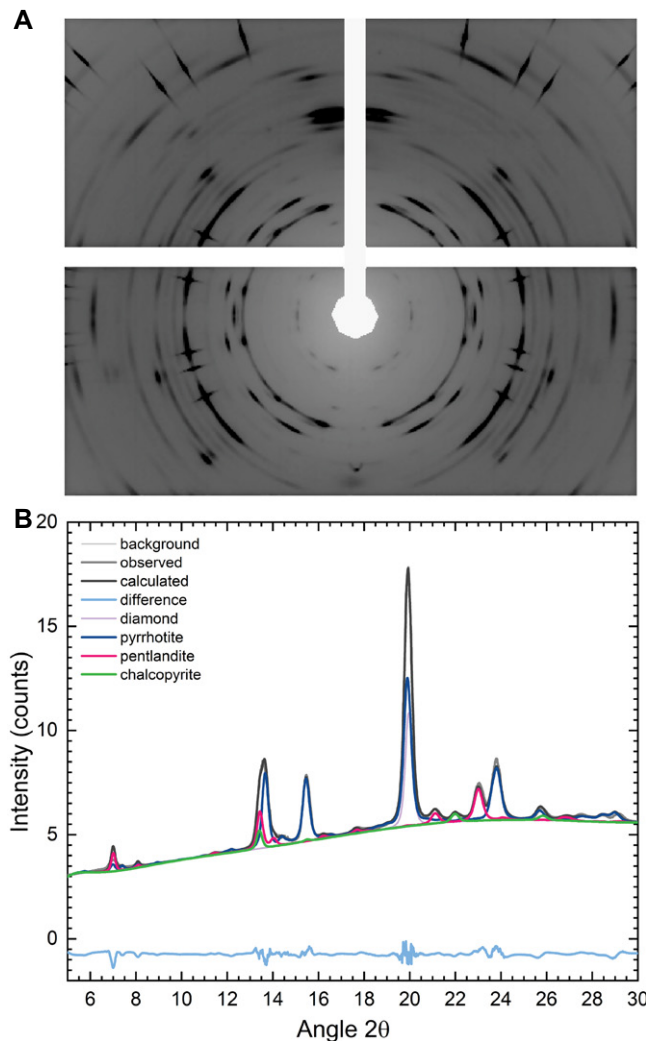 A
B
20
15
10
5
0
Intensity (counts)
background
observed
calculated
difference
diamond
pyrrhotite
pentlandite
chalcopyrite
6 8 10 12 14 16 18 20 22 24 26 28 30
Angle 2θ